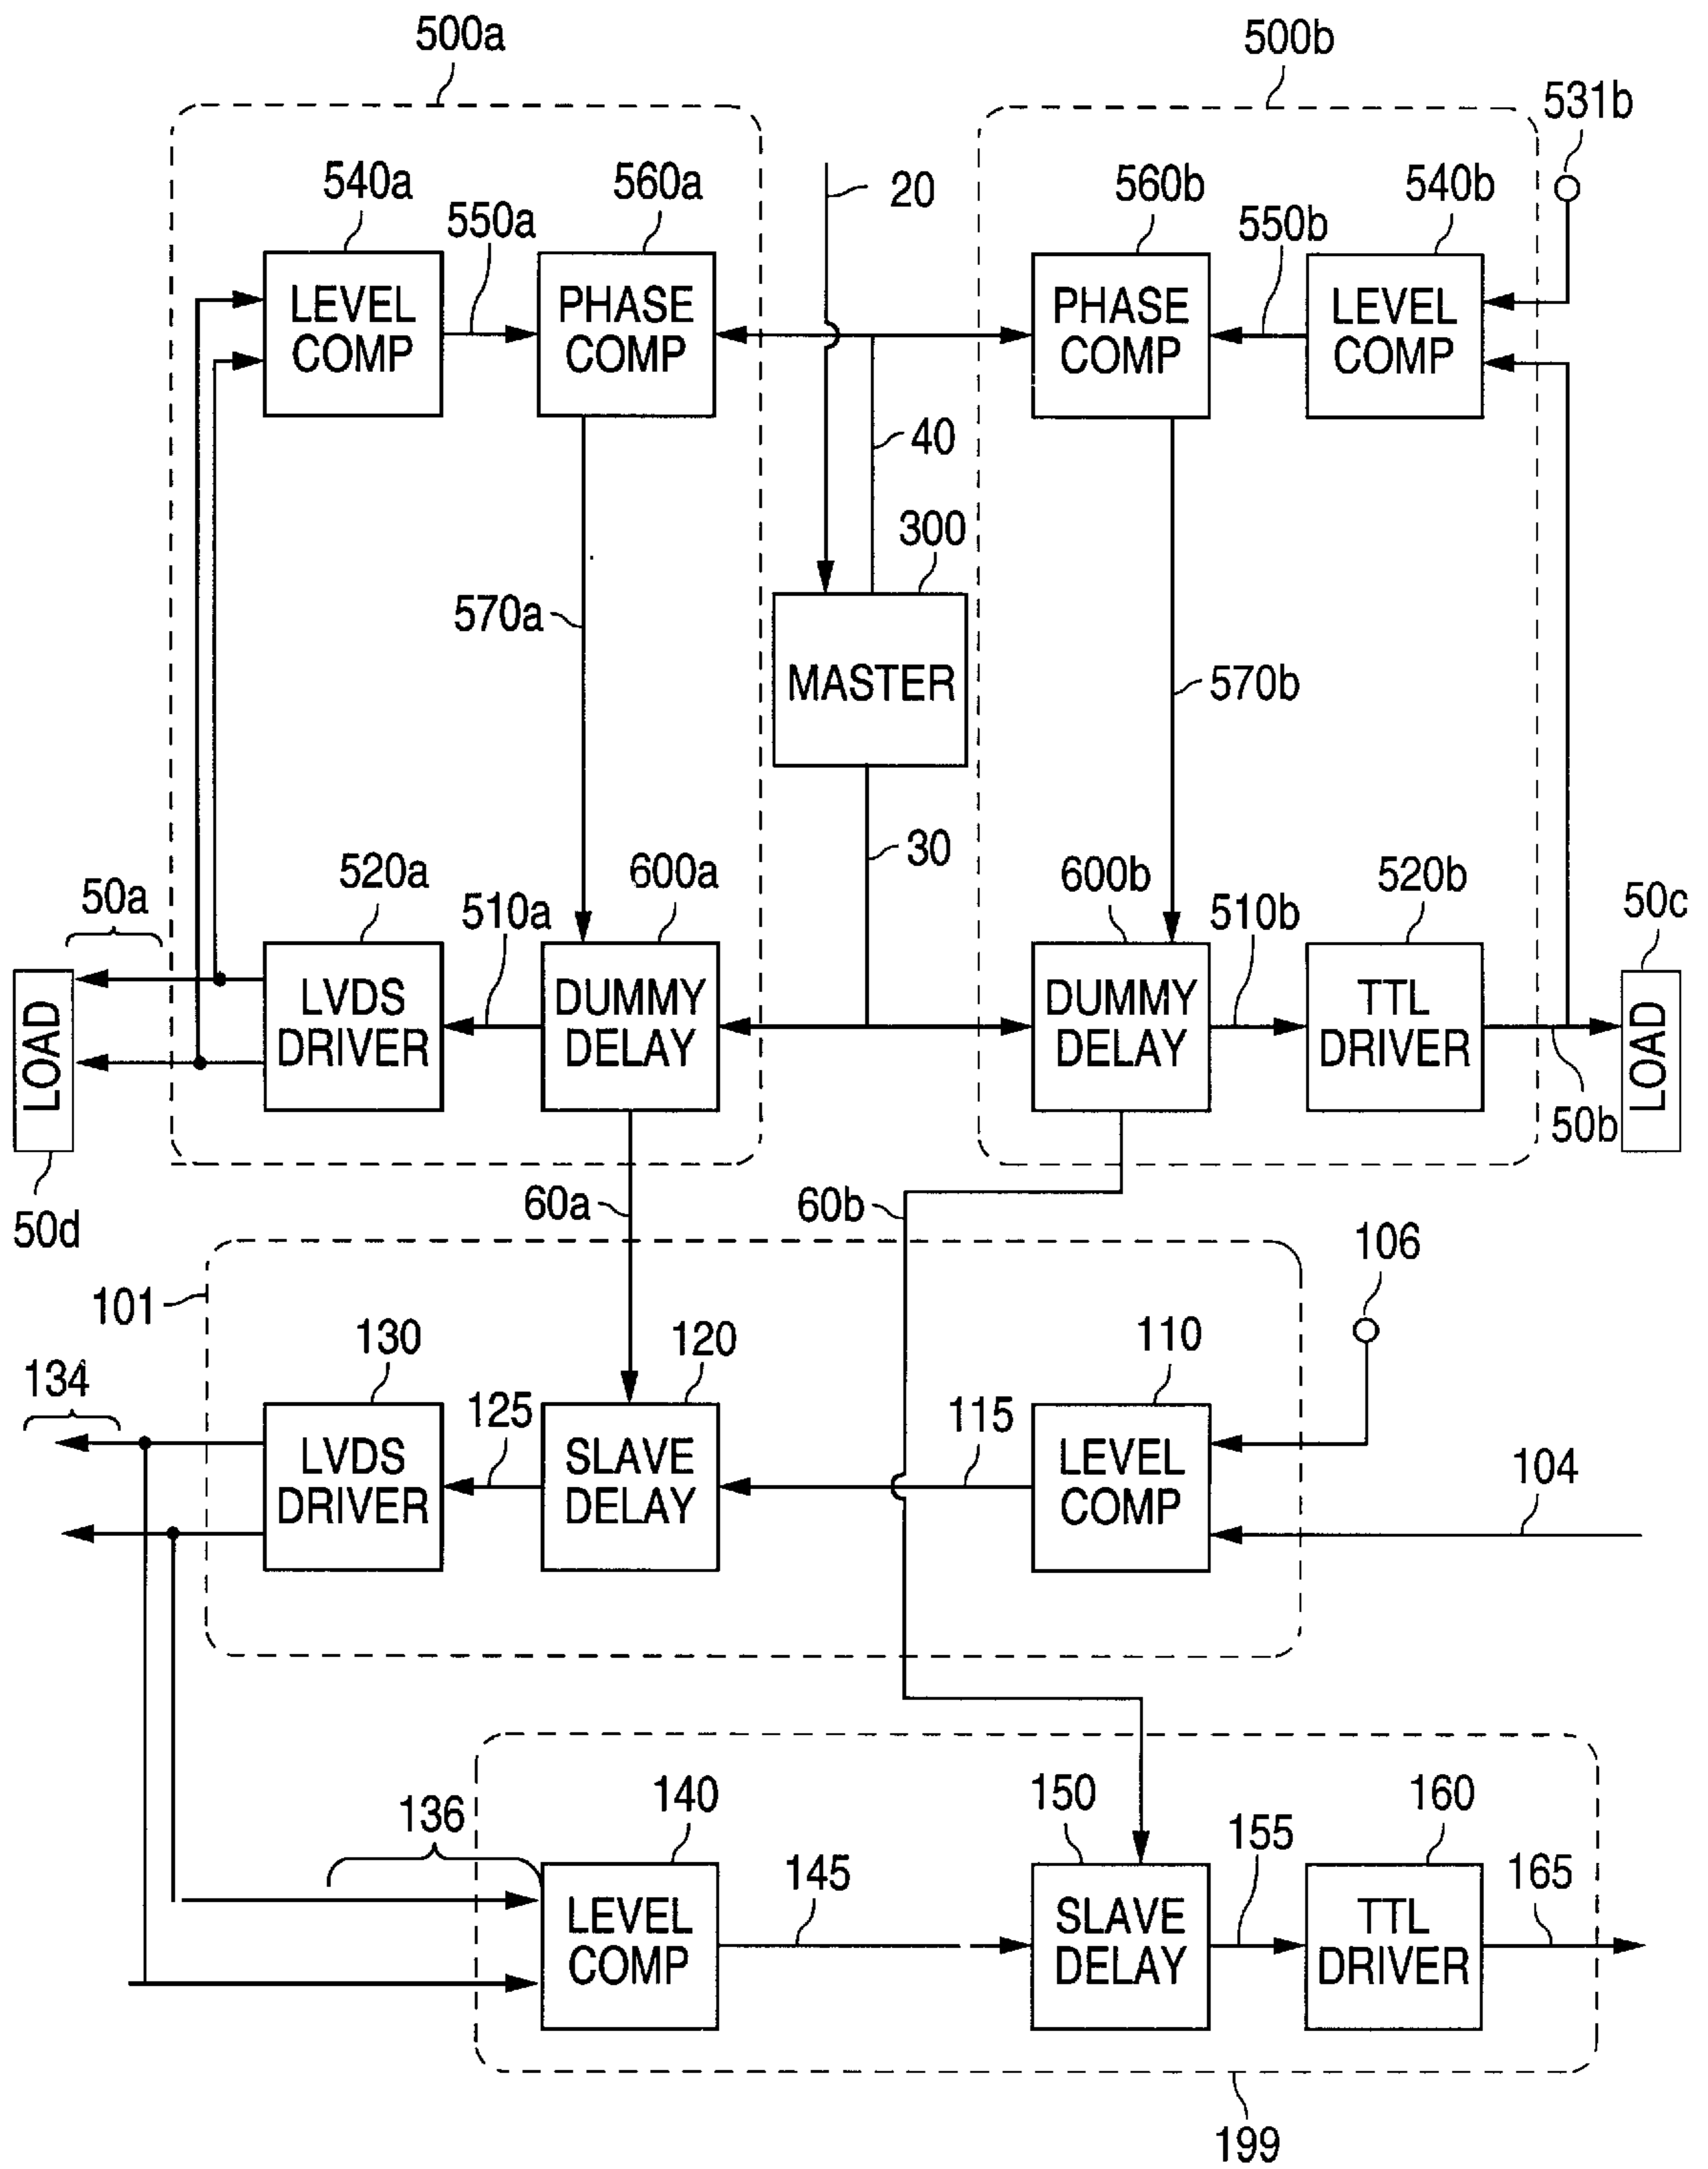 500a
500b
531b
540a
560a
20
560b
540b
550a
550b
LEVEL
COMP
PHASE
COMP
PHASE
COMP
LEVEL
COMP
40
300
570a
MASTER
570b
30
520a
600a
600b
520b
50a
510a
510b
50c
LOAD
LVDS
DRIVER
DUMMY
DELAY
DUMMY
DELAY
TTL
DRIVER
LOAD
50b
50d
60a
60b
106
101
130
120
110
134
125
115
LVDS
DRIVER
SLAVE
DELAY
LEVEL
COMP
104
140
150
160
136
145
155
165
LEVEL
COMP
SLAVE
DELAY
TTL
DRIVER
199